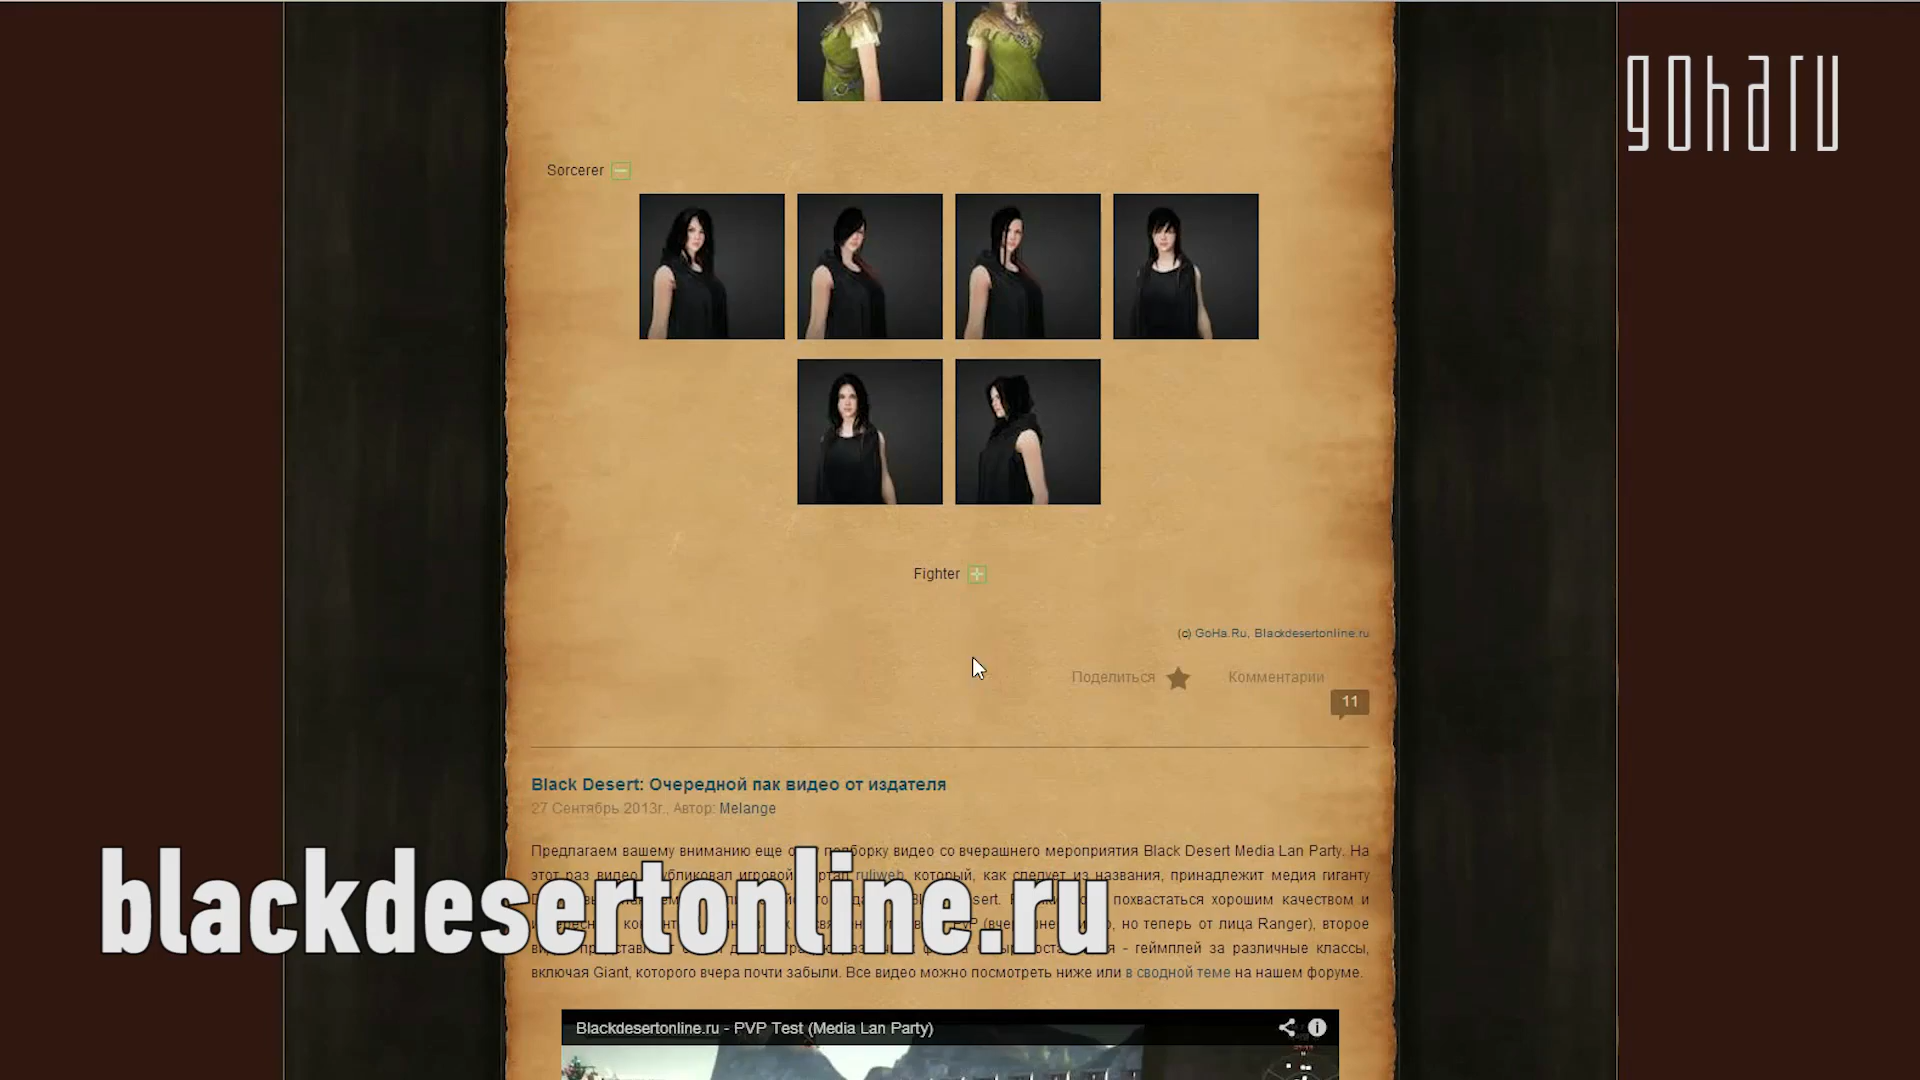 goharu
Sorcerer
Fighter
(c) GoHa.Ru, Blackdesertonline.ru
Поделиться
Комментарии
11
Black Desert: Очередной пак видео от издателя
27 Сентябрь 2013г., Автор: Melange
Предлагаем вашему вниманию еще подборку видео со вчерашнего мероприятия Black Desert Media Lan Party. На
этот раз видео игровой ruliweb, который, как следует из названия, принадлежит медия гиганту
похвастаться хорошим качеством и
но теперь от лица Ranger), второе
- геймплей за различные классы,
включая Giant, которого вчера почти забыли. Все видео можно посмотреть ниже или в сводной теме на нашем форуме.
blackdesertonline.ru
Blackdesertonline.ru - PVP Test (Media Lan Party)